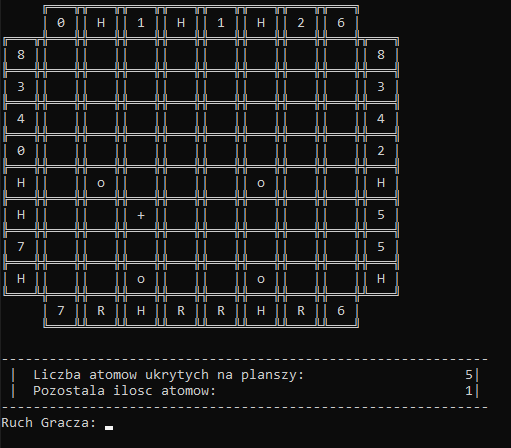 0 H 1 H 1 H 2 6
8 8
3 3
4 4
0 2
H o o H
H + 5
7 5
H o o H
7 R H R R H R 6
Liczba atomow ukrytych na planszy: 5
Pozostala ilosc atomow: 1
Ruch Gracza: _